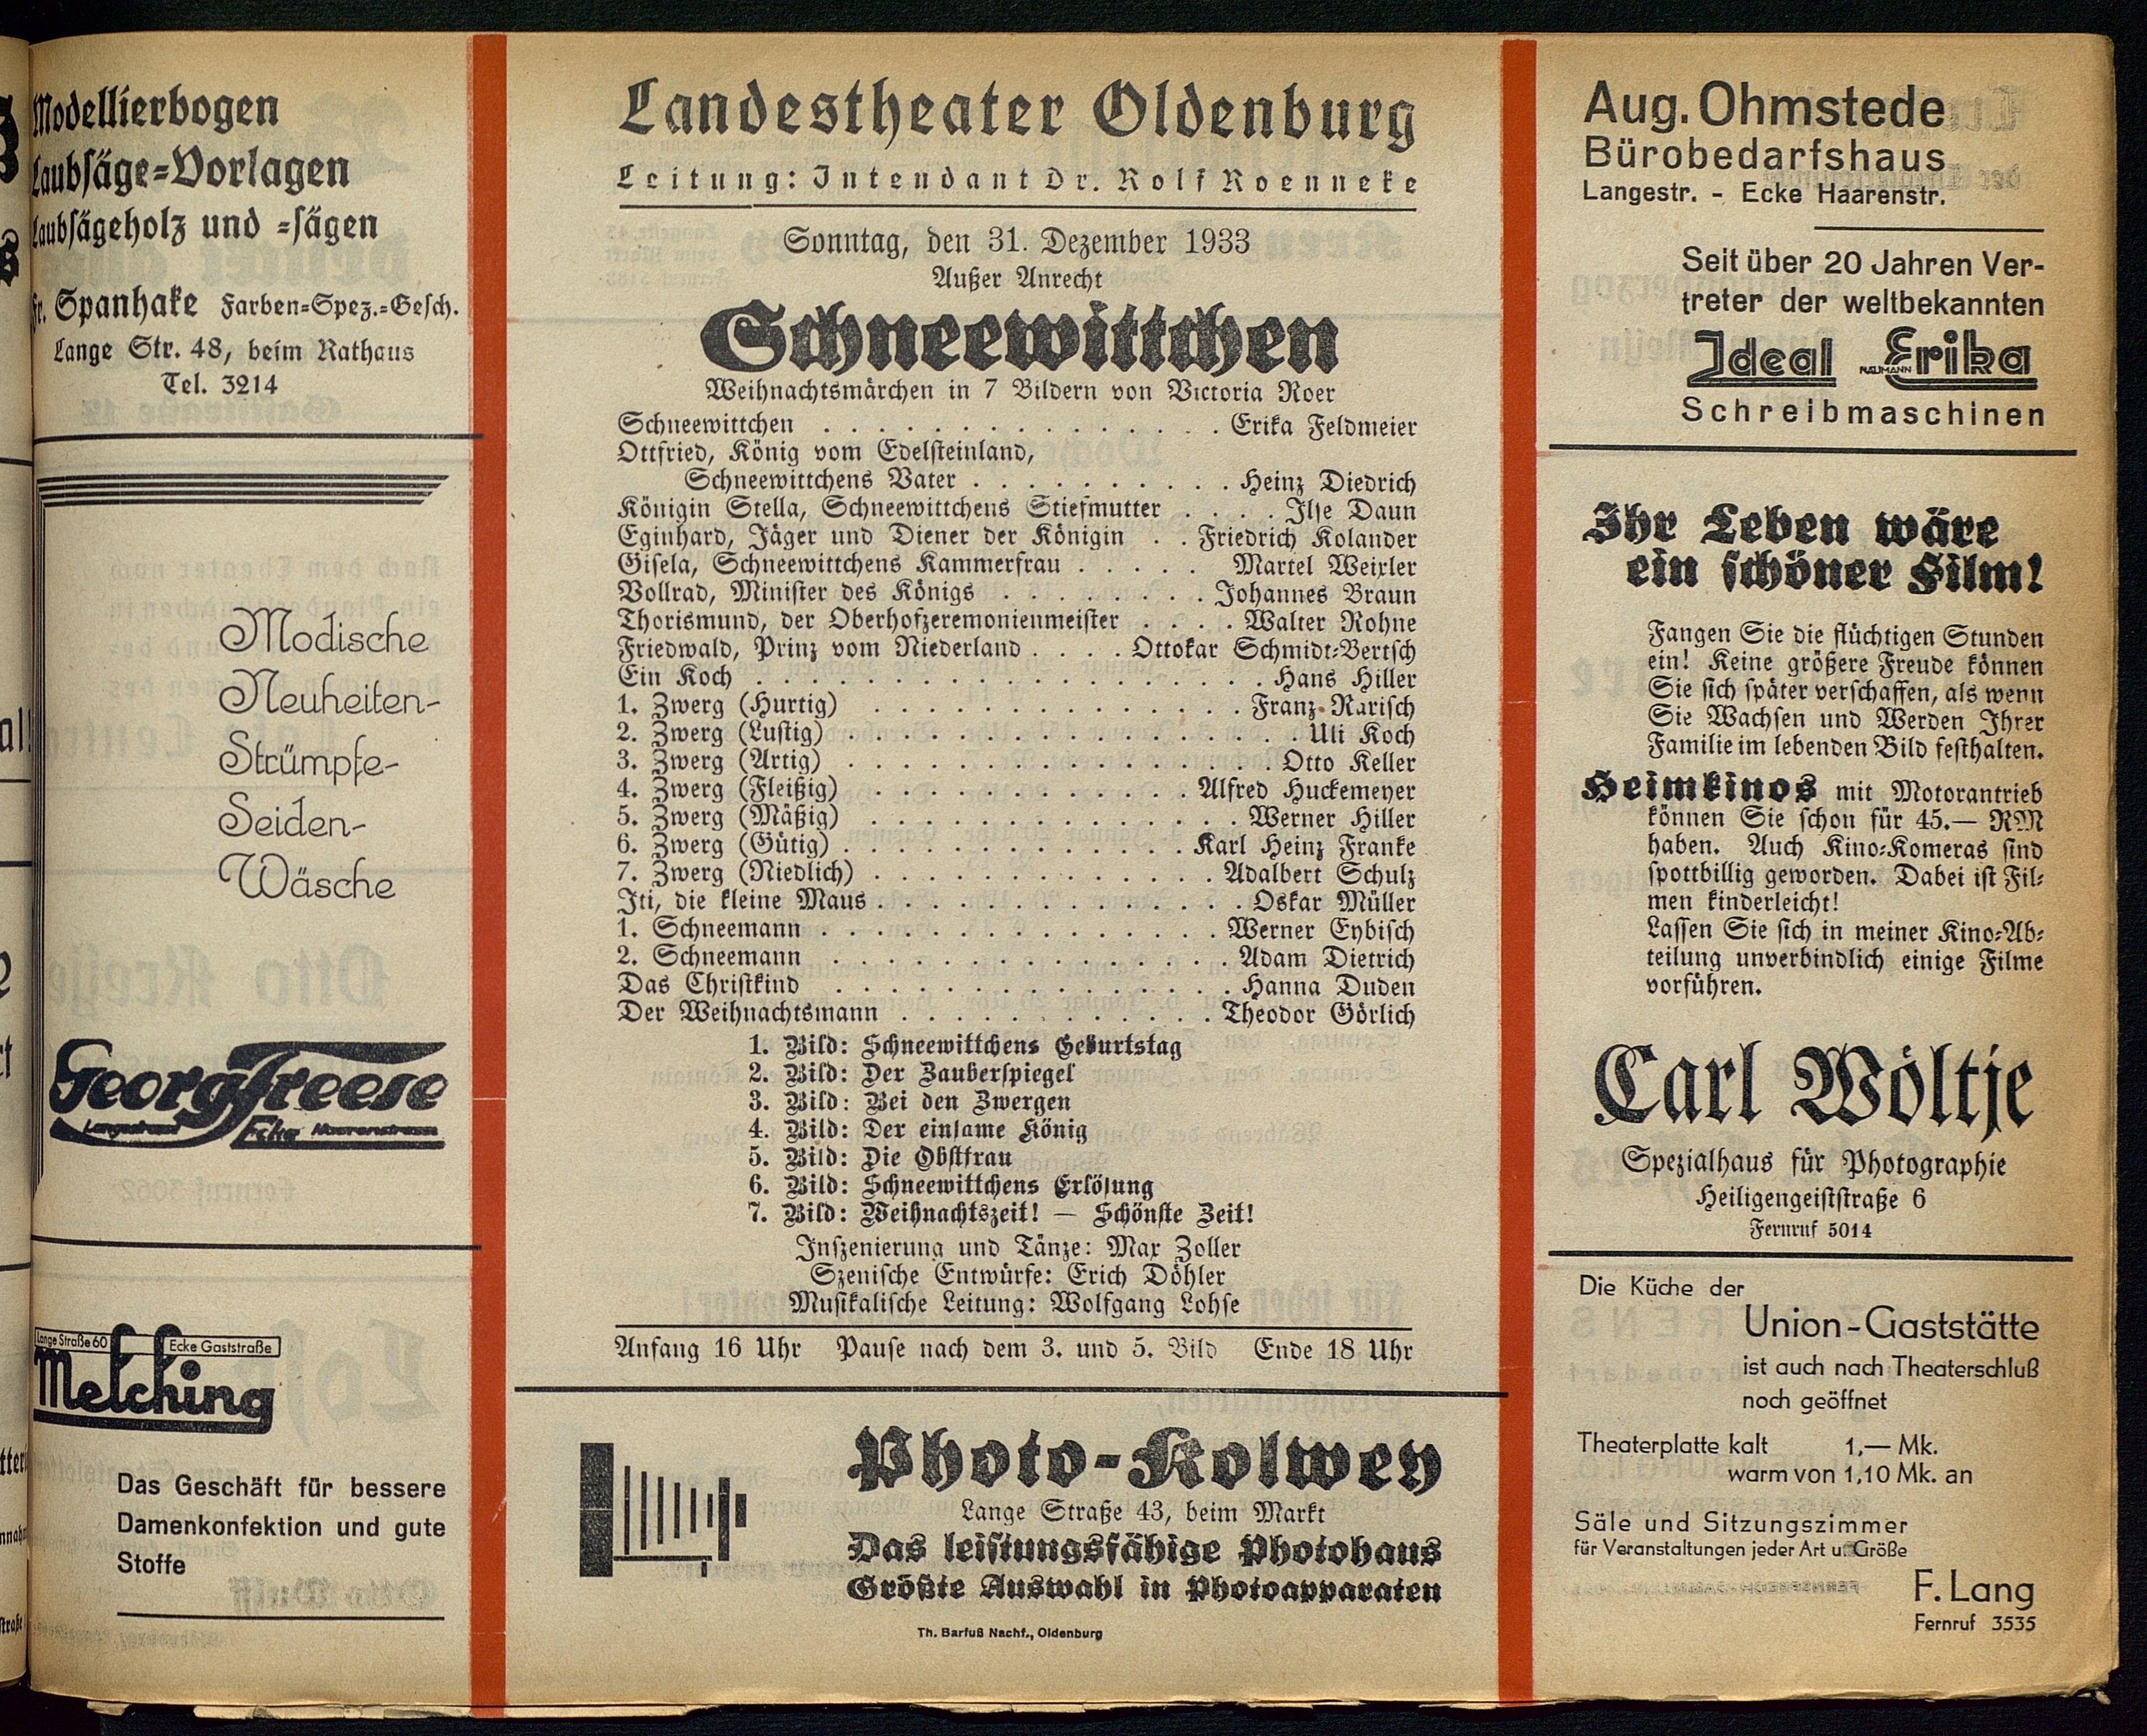 Modellierbogen
Laubsäge-Vorlagen
Laubsägeholz und -sägen
Fr. Spanhake Farben-Spez.-Gesch.
Lange Str. 48, beim Rathaus
Tel. 3214
Modische
Neuheiten-
Strümpfe-
Seiden-
Wäsche
Georg Freese
Langestrasse Ecke Haarenstrasse
Lange Straße 60 Ecke Gaststraße
Melching
Das Geschäft für bessere
Damenkonfektion und gute
Stoffe
Landestheater Oldenburg
Leitung: Intendant Dr. Rolf Roenneke
Sonntag, den 31. Dezember 1933
Außer Anrecht
Schneewittchen
Weihnachtsmärchen in 7 Bildern von Victoria Roer
Schneewittchen . . . . . . . . . . . . . . Erika Feldmeier
Ottfried, König vom Edelsteinland,
Schneewittchens Vater . . . . . . . . . . Heinz Diedrich
Königin Stella, Schneewittchens Stiefmutter . . . . Ilse Daun
Eginhard, Jäger und Diener der Königin . . Friedrich Kolander
Gisela, Schneewittchens Kammerfrau . . . . . Martel Weixler
Vollrad, Minister des Königs . . . . . . . . Johannes Braun
Thorismund, der Oberhofzeremonienmeister . . . . Walter Rohne
Friedwald, Prinz vom Niederland . . . . Ottokar Schmidt-Bertsch
Ein Koch . . . . . . . . . . . . . . . . . . . Hans Hiller
1. Zwerg (Hurtig) . . . . . . . . . . . . . . Franz Rarisch
2. Zwerg (Lustig) . . . . . . . . . . . . . . . . . Uli Koch
3. Zwerg (Artig) . . . . . . . . . . . . . . . . Otto Keller
4. Zwerg (Fleißig) . . . . . . . . . . . . Alfred Huckemeyer
5. Zwerg (Mäßig) . . . . . . . . . . . . . . Werner Hiller
6. Zwerg (Gütig) . . . . . . . . . . . . . Karl Heinz Franke
7. Zwerg (Niedlich) . . . . . . . . . . . . . Adalbert Schulz
Iti, die kleine Maus . . . . . . . . . . . . . . Oskar Müller
1. Schneemann . . . . . . . . . . . . . . . Werner Eybisch
2. Schneemann . . . . . . . . . . . . . . . Adam Dietrich
Das Christkind . . . . . . . . . . . . . . . Hanna Duden
Der Weihnachtsmann . . . . . . . . . . . . Theodor Görlich
1. Bild: Schneewittchens Geburtstag
2. Bild: Der Zauberspiegel
3. Bild: Bei den Zwergen
4. Bild: Der einsame König
5. Bild: Die Obstfrau
6. Bild: Schneewittchens Erlösung
7. Bild: Weihnachtszeit! — Schönste Zeit!
Inszenierung und Tänze: Max Zoller
Szenische Entwürfe: Erich Döhler
Musikalische Leitung: Wolfgang Lohse
Anfang 16 Uhr Pause nach dem 3. und 5. Bild Ende 18 Uhr
Photo-Kolwey
Lange Straße 43, beim Markt
Das leistungsfähige Photohaus
Größte Auswahl in Photoapparaten
Th. Barfuß Nachf., Oldenburg
Aug. Ohmstede
Bürobedarfshaus
Langestr. - Ecke Haarenstr.
Seit über 20 Jahren Ver-
treter der weltbekannten
Ideal NAUMANN Erika
Schreibmaschinen
Ihr Leben wäre
ein schöner Film!
Fangen Sie die flüchtigen Stunden
ein! Keine größere Freude können
Sie sich später verschaffen, als wenn
Sie Wachsen und Werden Ihrer
Familie im lebenden Bild festhalten.
Heimkinos mit Motorantrieb
können Sie schon für 45.— RM
haben. Auch Kino-Komeras sind
spottbillig geworden. Dabei ist Fil-
men kinderleicht!
Lassen Sie sich in meiner Kino-Ab-
teilung unverbindlich einige Filme
vorführen.
Carl Wöltje
Spezialhaus für Photographie
Heiligengeiststraße 6
Fernruf 5014
Die Küche der
Union-Gaststätte
ist auch nach Theaterschluß
noch geöffnet
Theaterplatte kalt 1,— Mk.
warm von 1,10 Mk. an
Säle und Sitzungszimmer
für Veranstaltungen jeder Art u. Größe
F. Lang
Fernruf 3535